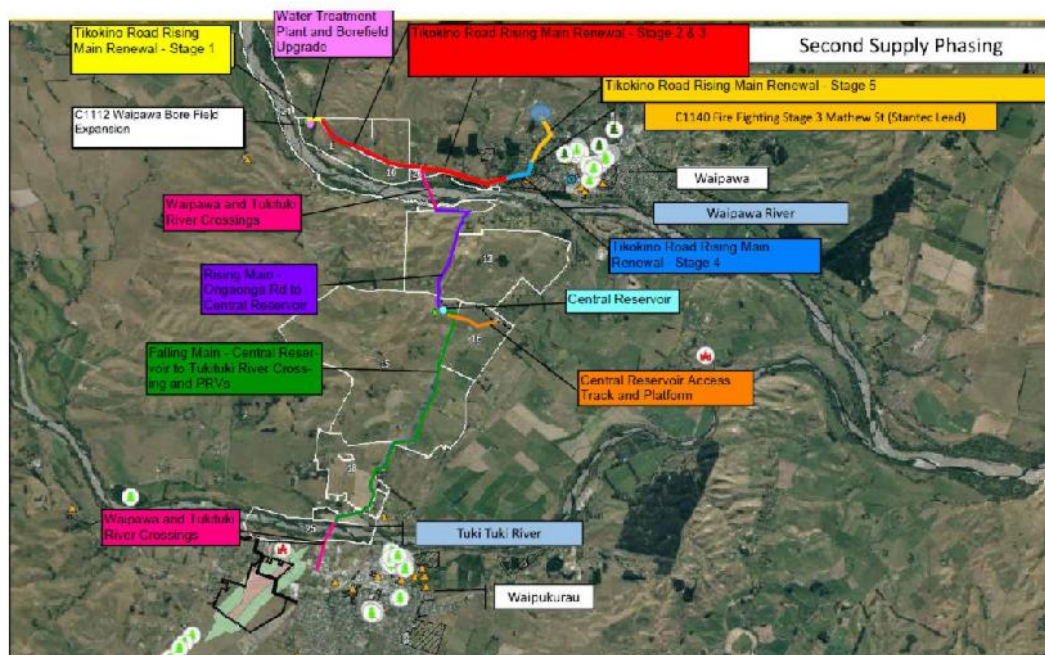 Tikokino Road Rising
Main Renewal - Stage 1
Water Treatment
Plant and Borefield
Upgrade
Tikokino Road Rising Main Renewal - Stage 2 & 3
Second Supply Phasing
Tikokino Road Rising Main Renewal - Stage 5
C1112 Waipawa Bore Field
Expansion
C1140 Fire Fighting Stage 3 Mathew St (Stantec Lead)
Waipawa
Waipawa and Tukituki
River Crossings
Waipawa River
Tikokino Road Rising Main
Renewal - Stage 4
Rising Main -
Ongaonga Rd to
Central Reservoir
Central Reservoir
Falling Main - Central Reser-
voir to Tukituki River Cross-
ing and PRVs
Central Reservoir Access
Track and Platform
Waipawa and Tukituki
River Crossings
Tuki Tuki River
Waipukurau
10
16
18